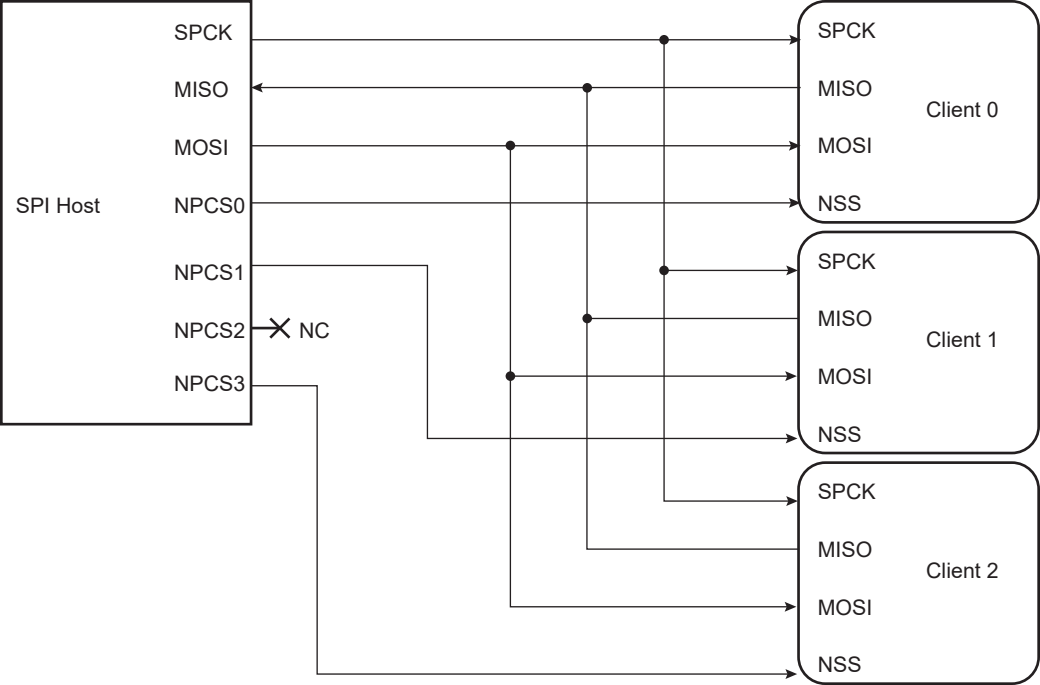 SPI Host
SPCK
MISO
MOSI
NPCS0
NPCS1
NPCS2
NC
NPCS3
SPCK
MISO
Client 0
MOSI
NSS
SPCK
MISO
Client 1
MOSI
NSS
SPCK
MISO
Client 2
MOSI
NSS